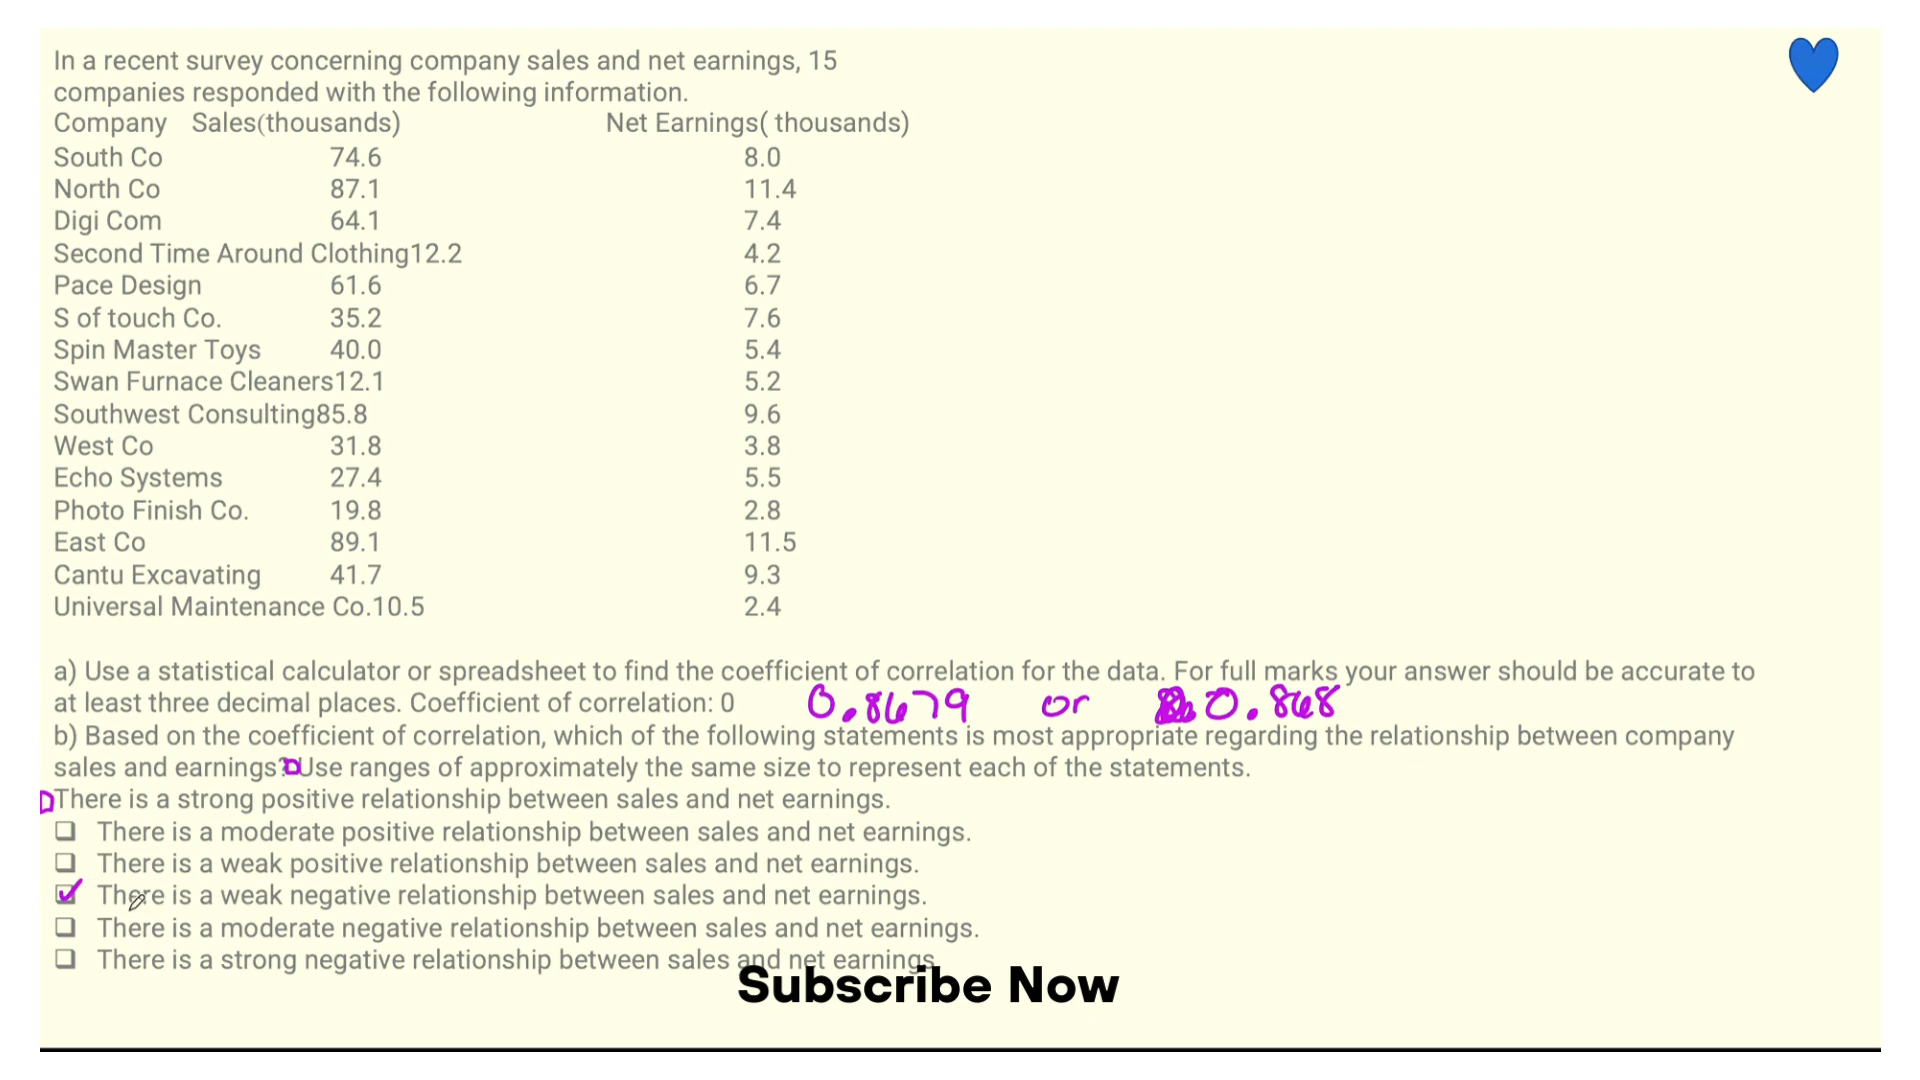 In a recent survey concerning company sales and net earnings, 15
companies responded with the following information.
Company Sales(thousands) Net Earnings( thousands)
South Co 74.6 8.0
North Co 87.1 11.4
Digi Com 64.1 7.4
Second Time Around Clothing12.2 4.2
Pace Design 61.6 6.7
S of touch Co. 35.2 7.6
Spin Master Toys 40.0 5.4
Swan Furnace Cleaners12.1 5.2
Southwest Consulting85.8 9.6
West Co 31.8 3.8
Echo Systems 27.4 5.5
Photo Finish Co. 19.8 2.8
East Co 89.1 11.5
Cantu Excavating 41.7 9.3
Universal Maintenance Co.10.5 2.4
a) Use a statistical calculator or spreadsheet to find the coefficient of correlation for the data. For full marks your answer should be accurate to
at least three decimal places. Coefficient of correlation: 0 0.8679 or 0.868
b) Based on the coefficient of correlation, which of the following statements is most appropriate regarding the relationship between company
sales and earnings? Use ranges of approximately the same size to represent each of the statements.
There is a strong positive relationship between sales and net earnings.
❑ There is a moderate positive relationship between sales and net earnings.
❑ There is a weak positive relationship between sales and net earnings.
❑ There is a weak negative relationship between sales and net earnings.
❑ There is a moderate negative relationship between sales and net earnings.
❑ There is a strong negative relationship between sales and net earnings
Subscribe Now